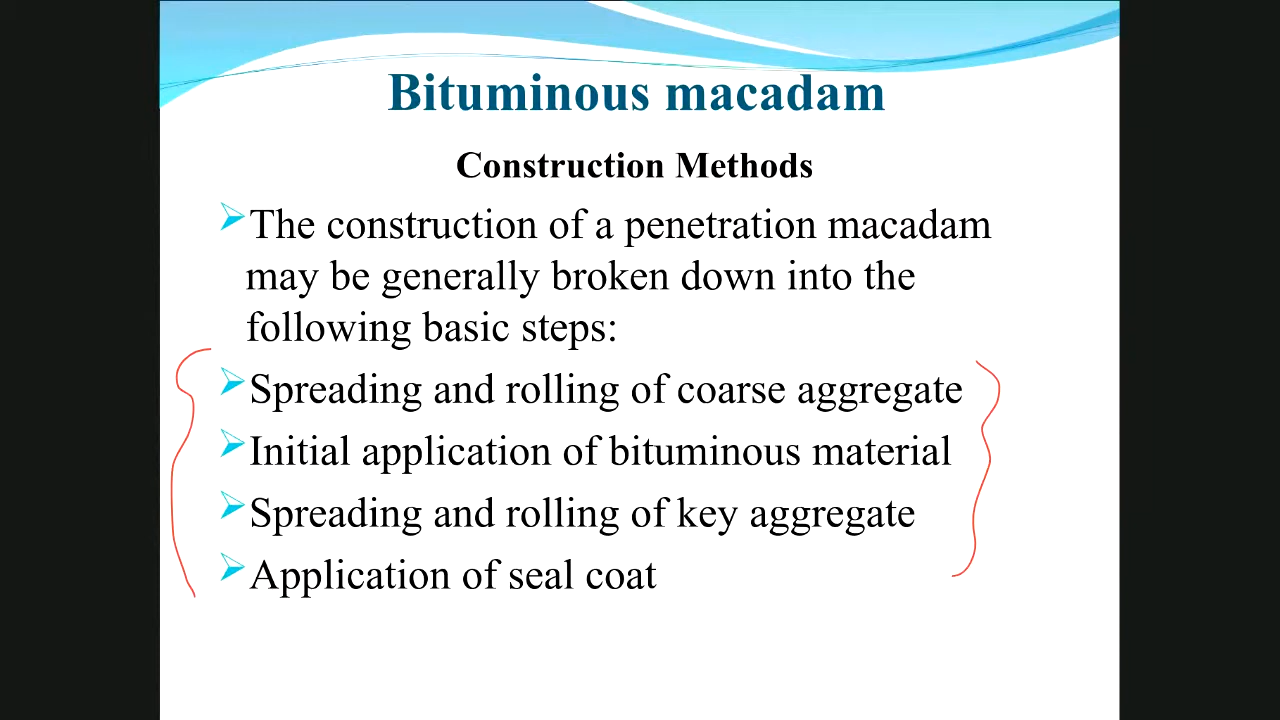 Bituminous macadam
Construction Methods
The construction of a penetration macadam
may be generally broken down into the
following basic steps:
Spreading and rolling of coarse aggregate
Initial application of bituminous material
Spreading and rolling of key aggregate
Application of seal coat